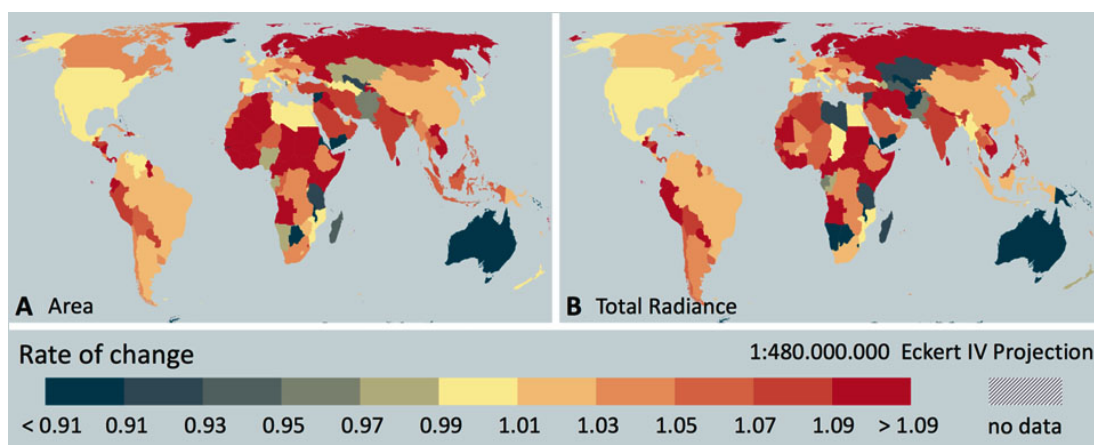 A Area
B Total Radiance
Rate of change
1:480.000.000 Eckert IV Projection
< 0.91 0.91 0.93 0.95 0.97 0.99 1.01 1.03 1.05 1.07 1.09 > 1.09
no data